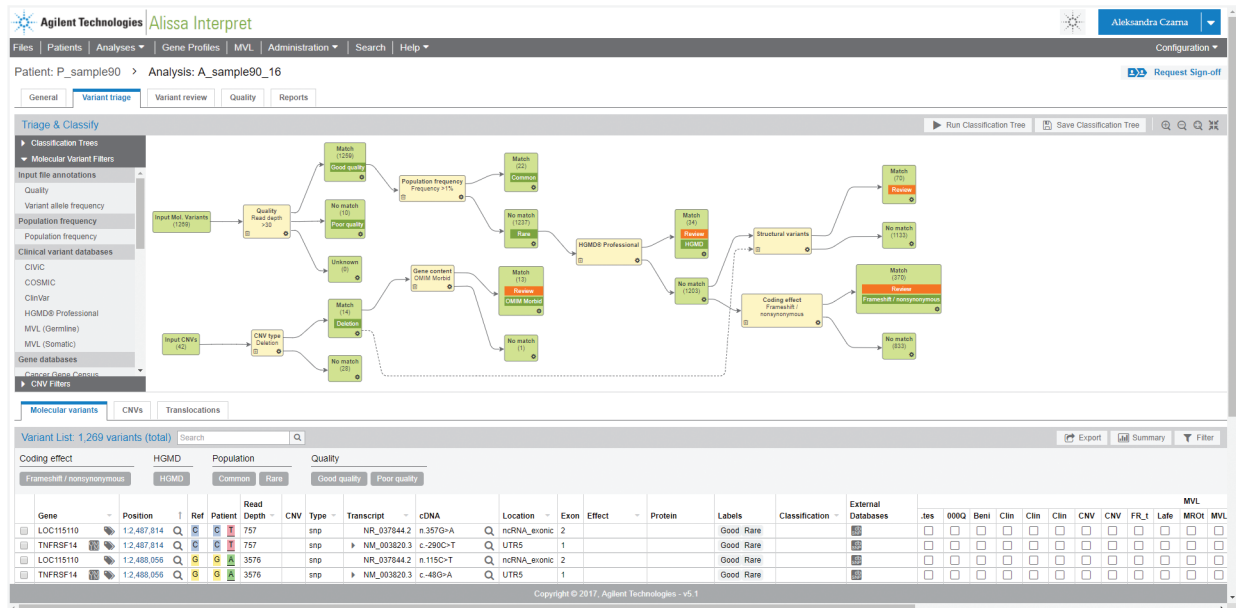 Agilent Technologies Alissa Interpret
Aleksandra Czarna
Files Patients Analyses Gene Profiles MVL Administration Search Help Configuration
Patient: P_sample90 > Analysis: A_sample90_16 Request Sign-off
General Variant triage Variant review Quality Reports
Triage & Classify Run Classification Tree Save Classification Tree
Classification Trees
Molecular Variant Filters
Input file annotations
Quality
Variant allele frequency
Population frequency
Population frequency
Clinical variant databases
CIViC
COSMIC
ClinVar
HGMD® Professional
MVL (Germline)
MVL (Somatic)
Gene databases
Cancer Gene Census
CNV Filters
Input Mol. Variants
(1269)
Quality
Read depth
>30
Match
(1259)
Good quality
No match
(10)
Poor quality
Unknown
(0)
Population frequency
Frequency >1%
Match
(22)
Common
No match
(1237)
Rare
HGMD® Professional
Match
(34)
Review
HGMD
No match
(1203)
Structural variants
Match
(70)
Review
No match
(1133)
Coding effect
Frameshift /
nonsynonymous
Match
(370)
Review
Frameshift / nonsynonymous
No match
(833)
Input CNVs
(42)
CNV type
Deletion
Match
(14)
Deletion
No match
(28)
Gene content
OMIM Morbid
Match
(13)
Review
OMIM Morbid
No match
(1)
Molecular variants CNVs Translocations
Variant List: 1,269 variants (total) Search Export Summary Filter
Coding effect HGMD Population Quality
Frameshift / nonsynonymous HGMD Common Rare Good quality Poor quality
Gene Position Ref Patient Read Depth CNV Type Transcript cDNA Location Exon Effect Protein Labels Classification External Databases MVL
.tes 000Q Beni Clin Clin Clin CNV CNV FR_t Lafe MROt MVL
LOC115110 1:2,487,814 C C T 757 snp NR_037844.2 n.357G>A ncRNA_exonic 2 Good Rare
TNFRSF14 1:2,487,814 C C T 757 snp NM_003820.3 c.-290C>T UTR5 1 Good Rare
LOC115110 1:2,488,056 G G A 3576 snp NR_037844.2 n.115C>T ncRNA_exonic 2 Good Rare
TNFRSF14 1:2,488,056 G G A 3576 snp NM_003820.3 c.-48G>A UTR5 1 Good Rare
Copyright © 2017, Agilent Technologies - v5.1